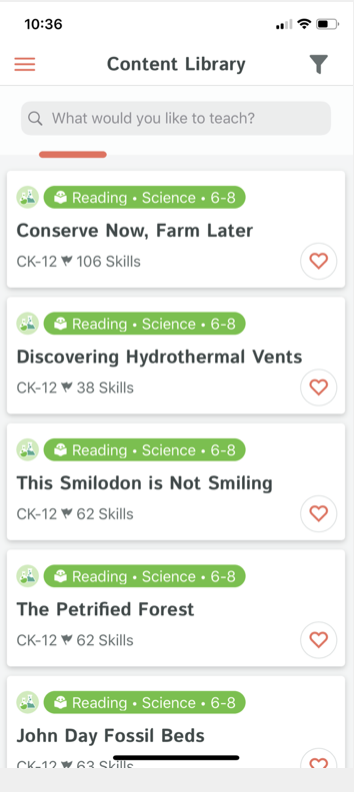 10:36
Content Library
What would you like to teach?
Reading • Science • 6-8
Conserve Now, Farm Later
CK-12 106 Skills
Reading • Science • 6-8
Discovering Hydrothermal Vents
CK-12 38 Skills
Reading • Science • 6-8
This Smilodon is Not Smiling
CK-12 62 Skills
Reading • Science • 6-8
The Petrified Forest
CK-12 62 Skills
Reading • Science • 6-8
John Day Fossil Beds
CK-12 63 Skills